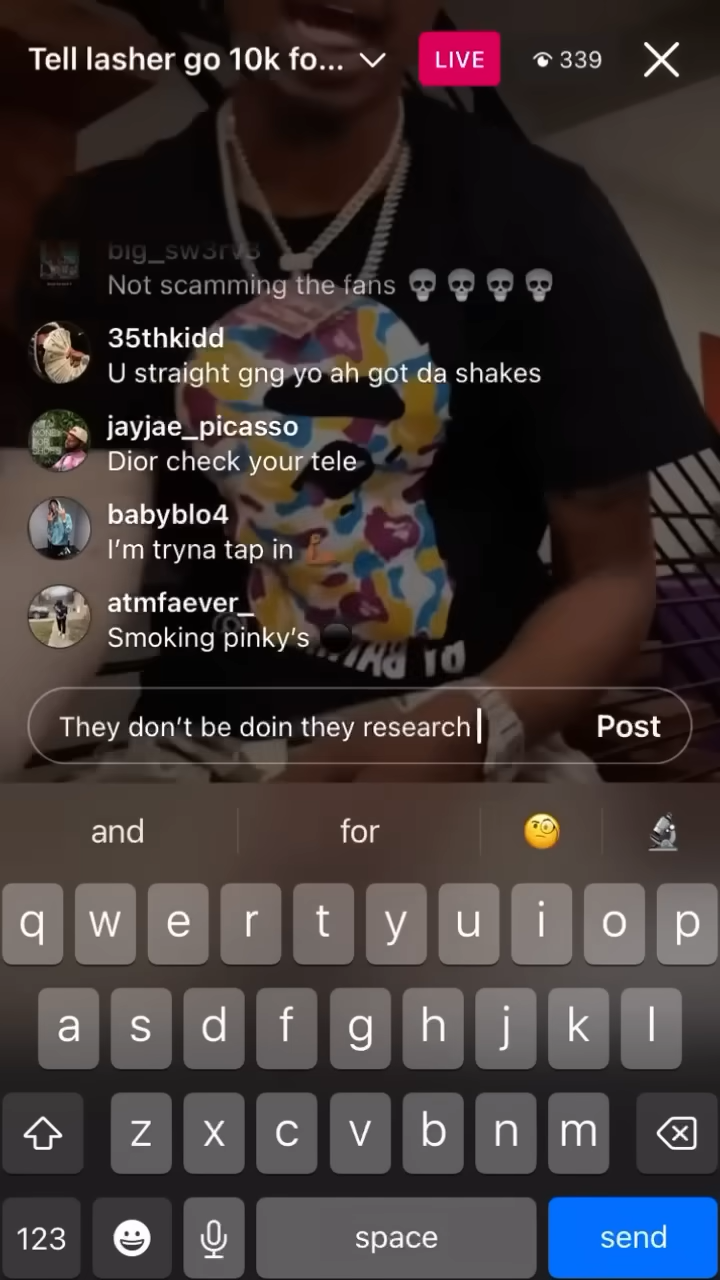 Tell lasher go 10k fo...
LIVE
339
big_sw3rv3
Not scamming the fans 💀 💀 💀 💀
35thkidd
U straight gng yo ah got da shakes
jayjae_picasso
Dior check your tele
babyblo4
I’m tryna tap in
atmfaever_
Smoking pinky’s
They don’t be doin they research
Post
and for 🧐 🔬
q w e r t y u i o p
a s d f g h j k l
z x c v b n m
123 space send